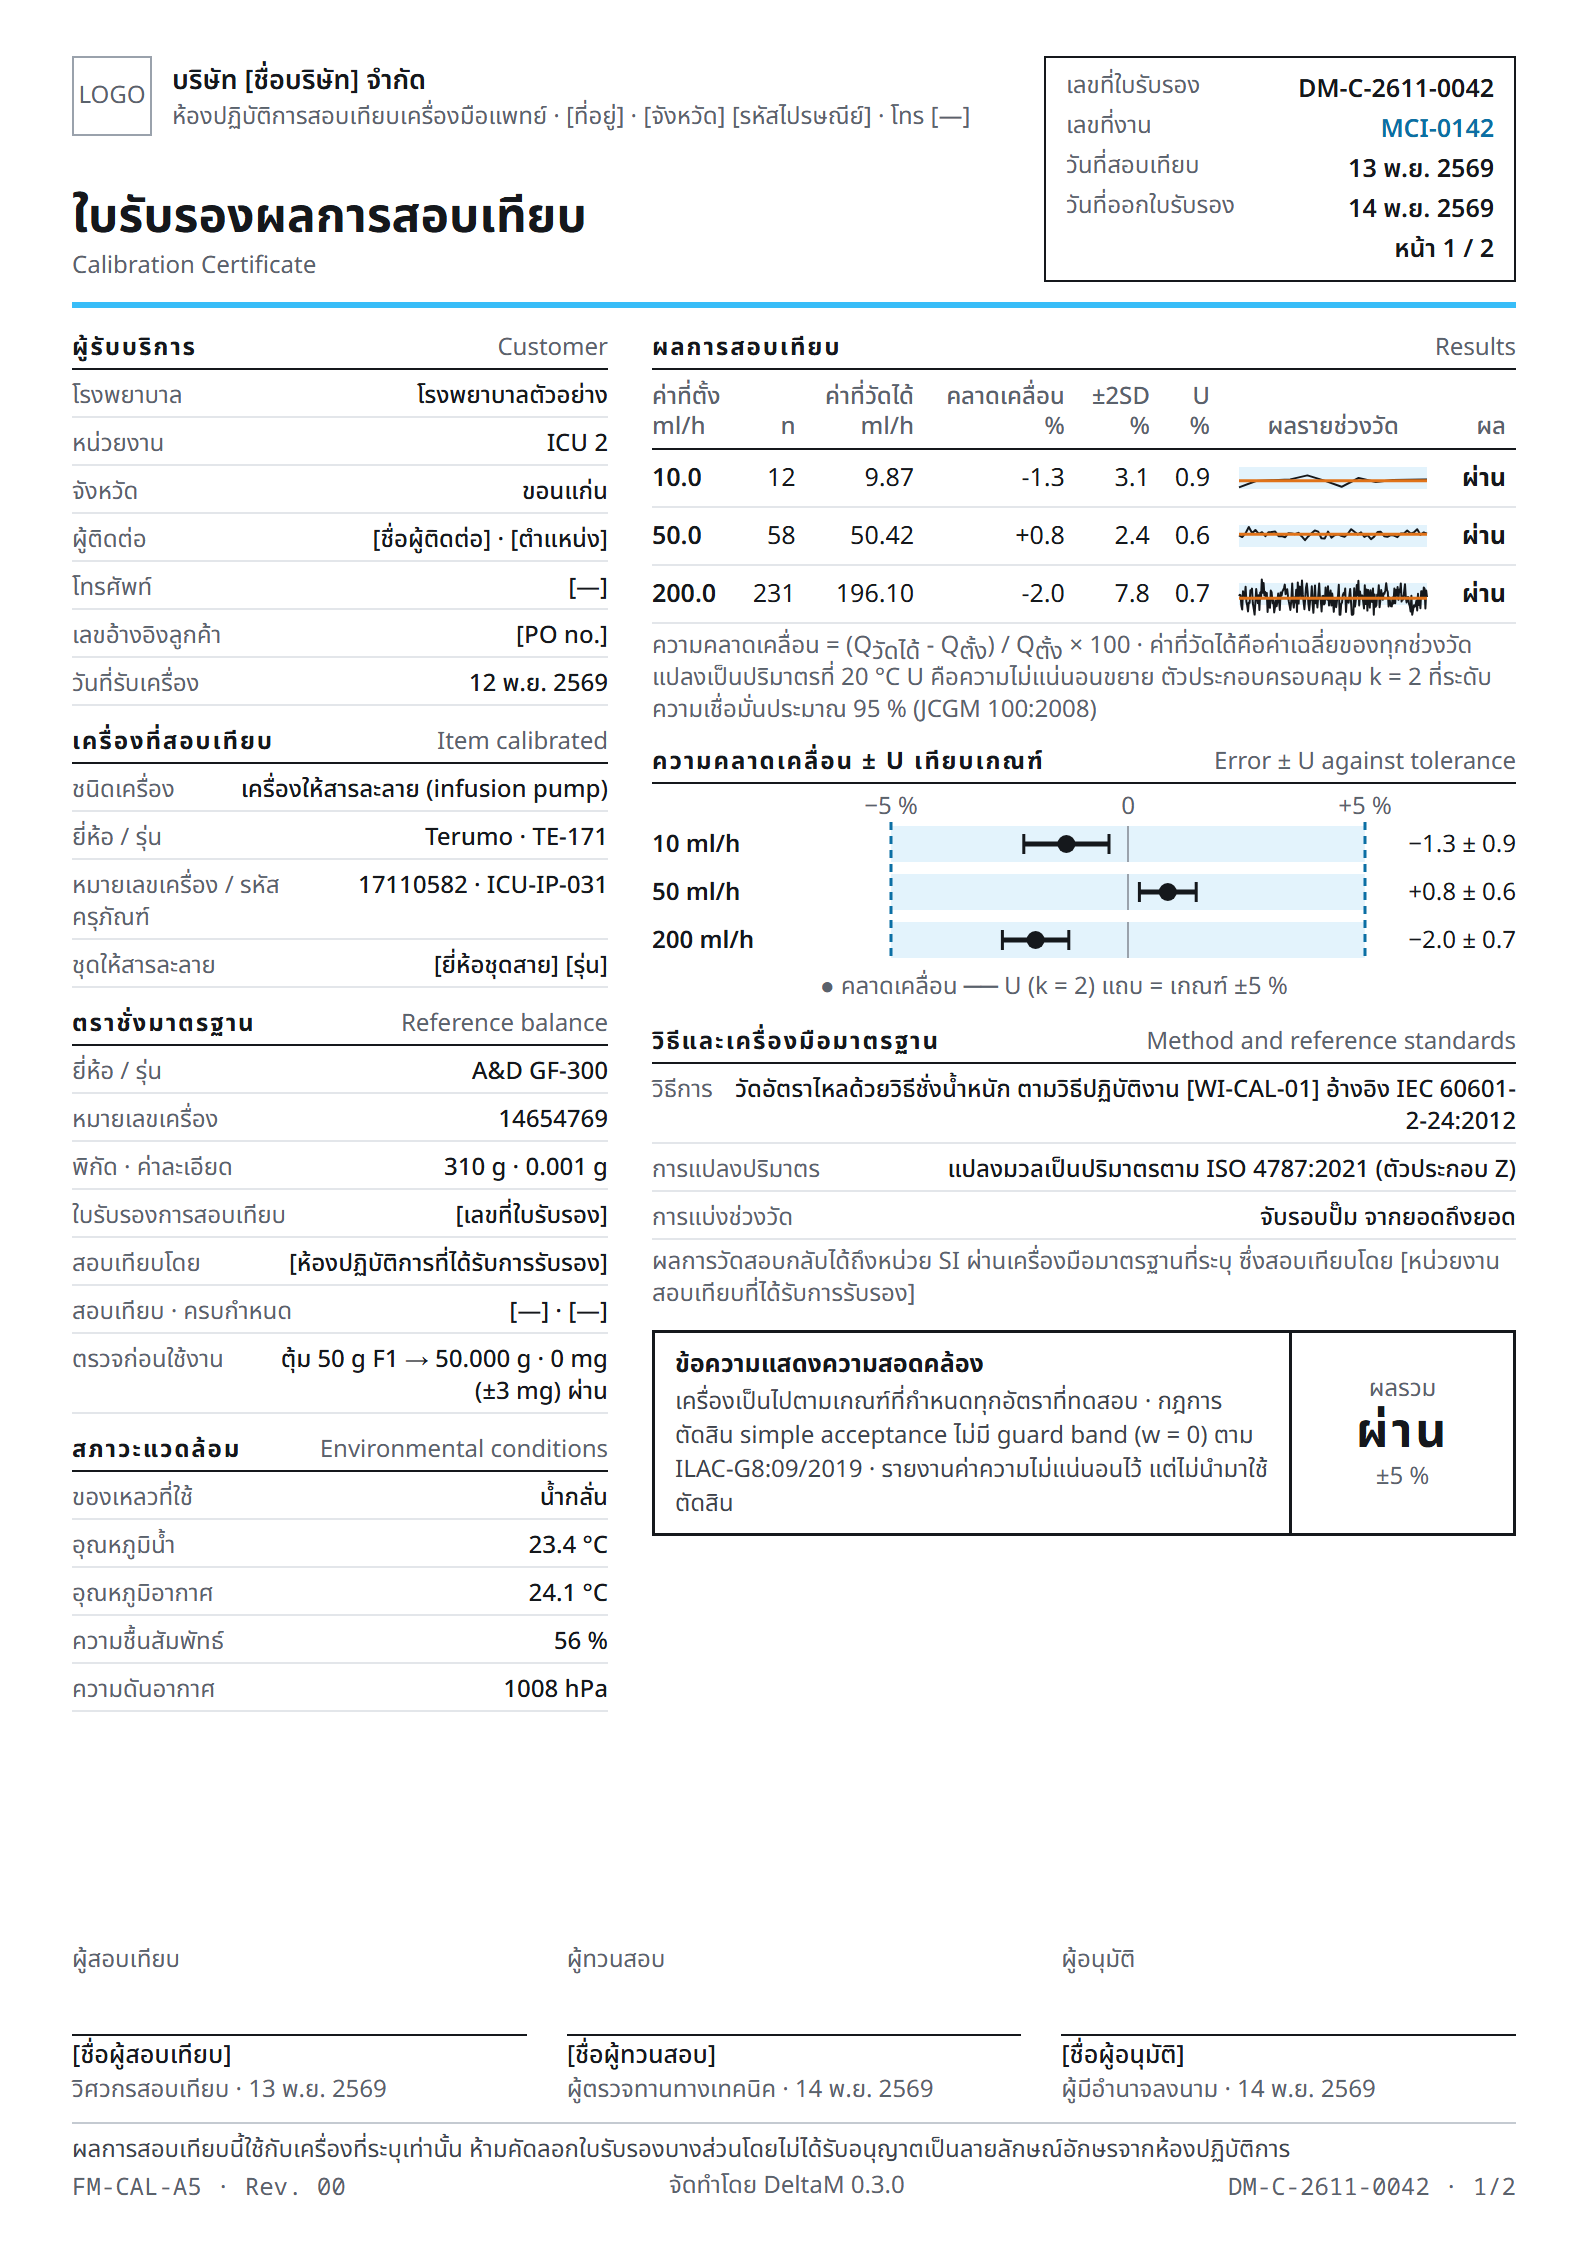 LOGO
บริษัท [ชื่อบริษัท] จำกัด
ห้องปฏิบัติการสอบเทียบเครื่องมือแพทย์ · [ที่อยู่] · [จังหวัด] [รหัสไปรษณีย์] · โทร [—]
ใบรับรองผลการสอบเทียบ
Calibration Certificate
เลขที่ใบรับรอง DM-C-2611-0042
เลขที่งาน MCI-0142
วันที่สอบเทียบ 13 พ.ย. 2569
วันที่ออกใบรับรอง 14 พ.ย. 2569
หน้า 1 / 2
ผู้รับบริการ Customer
โรงพยาบาล โรงพยาบาลตัวอย่าง
หน่วยงาน ICU 2
จังหวัด ขอนแก่น
ผู้ติดต่อ [ชื่อผู้ติดต่อ] · [ตำแหน่ง]
โทรศัพท์ [—]
เลขอ้างอิงลูกค้า [PO no.]
วันที่รับเครื่อง 12 พ.ย. 2569
เครื่องที่สอบเทียบ Item calibrated
ชนิดเครื่อง เครื่องให้สารละลาย (infusion pump)
ยี่ห้อ / รุ่น Terumo · TE-171
หมายเลขเครื่อง / รหัส 17110582 · ICU-IP-031
ครุภัณฑ์
ชุดให้สารละลาย [ยี่ห้อชุดสาย] [รุ่น]
ตราชั่งมาตรฐาน Reference balance
ยี่ห้อ / รุ่น A&D GF-300
หมายเลขเครื่อง 14654769
พิกัด · ค่าละเอียด 310 g · 0.001 g
ใบรับรองการสอบเทียบ [เลขที่ใบรับรอง]
สอบเทียบโดย [ห้องปฏิบัติการที่ได้รับการรับรอง]
สอบเทียบ · ครบกำหนด [—] · [—]
ตรวจก่อนใช้งาน ตุ้ม 50 g F1 → 50.000 g · 0 mg
(±3 mg) ผ่าน
สภาวะแวดล้อม Environmental conditions
ของเหลวที่ใช้ น้ำกลั่น
อุณหภูมิน้ำ 23.4 °C
อุณหภูมิอากาศ 24.1 °C
ความชื้นสัมพัทธ์ 56 %
ความดันอากาศ 1008 hPa
ผลการสอบเทียบ Results
ค่าที่ตั้ง ค่าที่วัดได้ คลาดเคลื่อน ±2SD U
ml/h n ml/h % % % ผลรายช่วงวัด ผล
10.0 12 9.87 -1.3 3.1 0.9 ผ่าน
50.0 58 50.42 +0.8 2.4 0.6 ผ่าน
200.0 231 196.10 -2.0 7.8 0.7 ผ่าน
ความคลาดเคลื่อน = (Qวัดได้ - Qตั้ง) / Qตั้ง × 100 · ค่าที่วัดได้คือค่าเฉลี่ยของทุกช่วงวัด
แปลงเป็นปริมาตรที่ 20 °C U คือความไม่แน่นอนขยาย ตัวประกอบครอบคลุม k = 2 ที่ระดับ
ความเชื่อมั่นประมาณ 95 % (JCGM 100:2008)
ความคลาดเคลื่อน ± U เทียบเกณฑ์ Error ± U against tolerance
−5 % 0 +5 %
10 ml/h −1.3 ± 0.9
50 ml/h +0.8 ± 0.6
200 ml/h −2.0 ± 0.7
● คลาดเคลื่อน —— U (k = 2) แถบ = เกณฑ์ ±5 %
วิธีและเครื่องมือมาตรฐาน Method and reference standards
วิธีการ วัดอัตราไหลด้วยวิธีชั่งน้ำหนัก ตามวิธีปฏิบัติงาน [WI-CAL-01] อ้างอิง IEC 60601-
2-24:2012
การแปลงปริมาตร แปลงมวลเป็นปริมาตรตาม ISO 4787:2021 (ตัวประกอบ Z)
การแบ่งช่วงวัด จับรอบปั๊ม จากยอดถึงยอด
ผลการวัดสอบกลับได้ถึงหน่วย SI ผ่านเครื่องมือมาตรฐานที่ระบุ ซึ่งสอบเทียบโดย [หน่วยงาน
สอบเทียบที่ได้รับการรับรอง]
ข้อความแสดงความสอดคล้อง
เครื่องเป็นไปตามเกณฑ์ที่กำหนดทุกอัตราที่ทดสอบ · กฎการ
ตัดสิน simple acceptance ไม่มี guard band (w = 0) ตาม
ILAC-G8:09/2019 · รายงานค่าความไม่แน่นอนไว้ แต่ไม่นำมาใช้
ตัดสิน
ผลรวม
ผ่าน
±5 %
ผู้สอบเทียบ ผู้ทวนสอบ ผู้อนุมัติ
[ชื่อผู้สอบเทียบ] [ชื่อผู้ทวนสอบ] [ชื่อผู้อนุมัติ]
วิศวกรสอบเทียบ · 13 พ.ย. 2569 ผู้ตรวจทานทางเทคนิค · 14 พ.ย. 2569 ผู้มีอำนาจลงนาม · 14 พ.ย. 2569
ผลการสอบเทียบนี้ใช้กับเครื่องที่ระบุเท่านั้น ห้ามคัดลอกใบรับรองบางส่วนโดยไม่ได้รับอนุญาตเป็นลายลักษณ์อักษรจากห้องปฏิบัติการ
FM-CAL-A5 · Rev. 00 จัดทำโดย DeltaM 0.3.0 DM-C-2611-0042 · 1/2